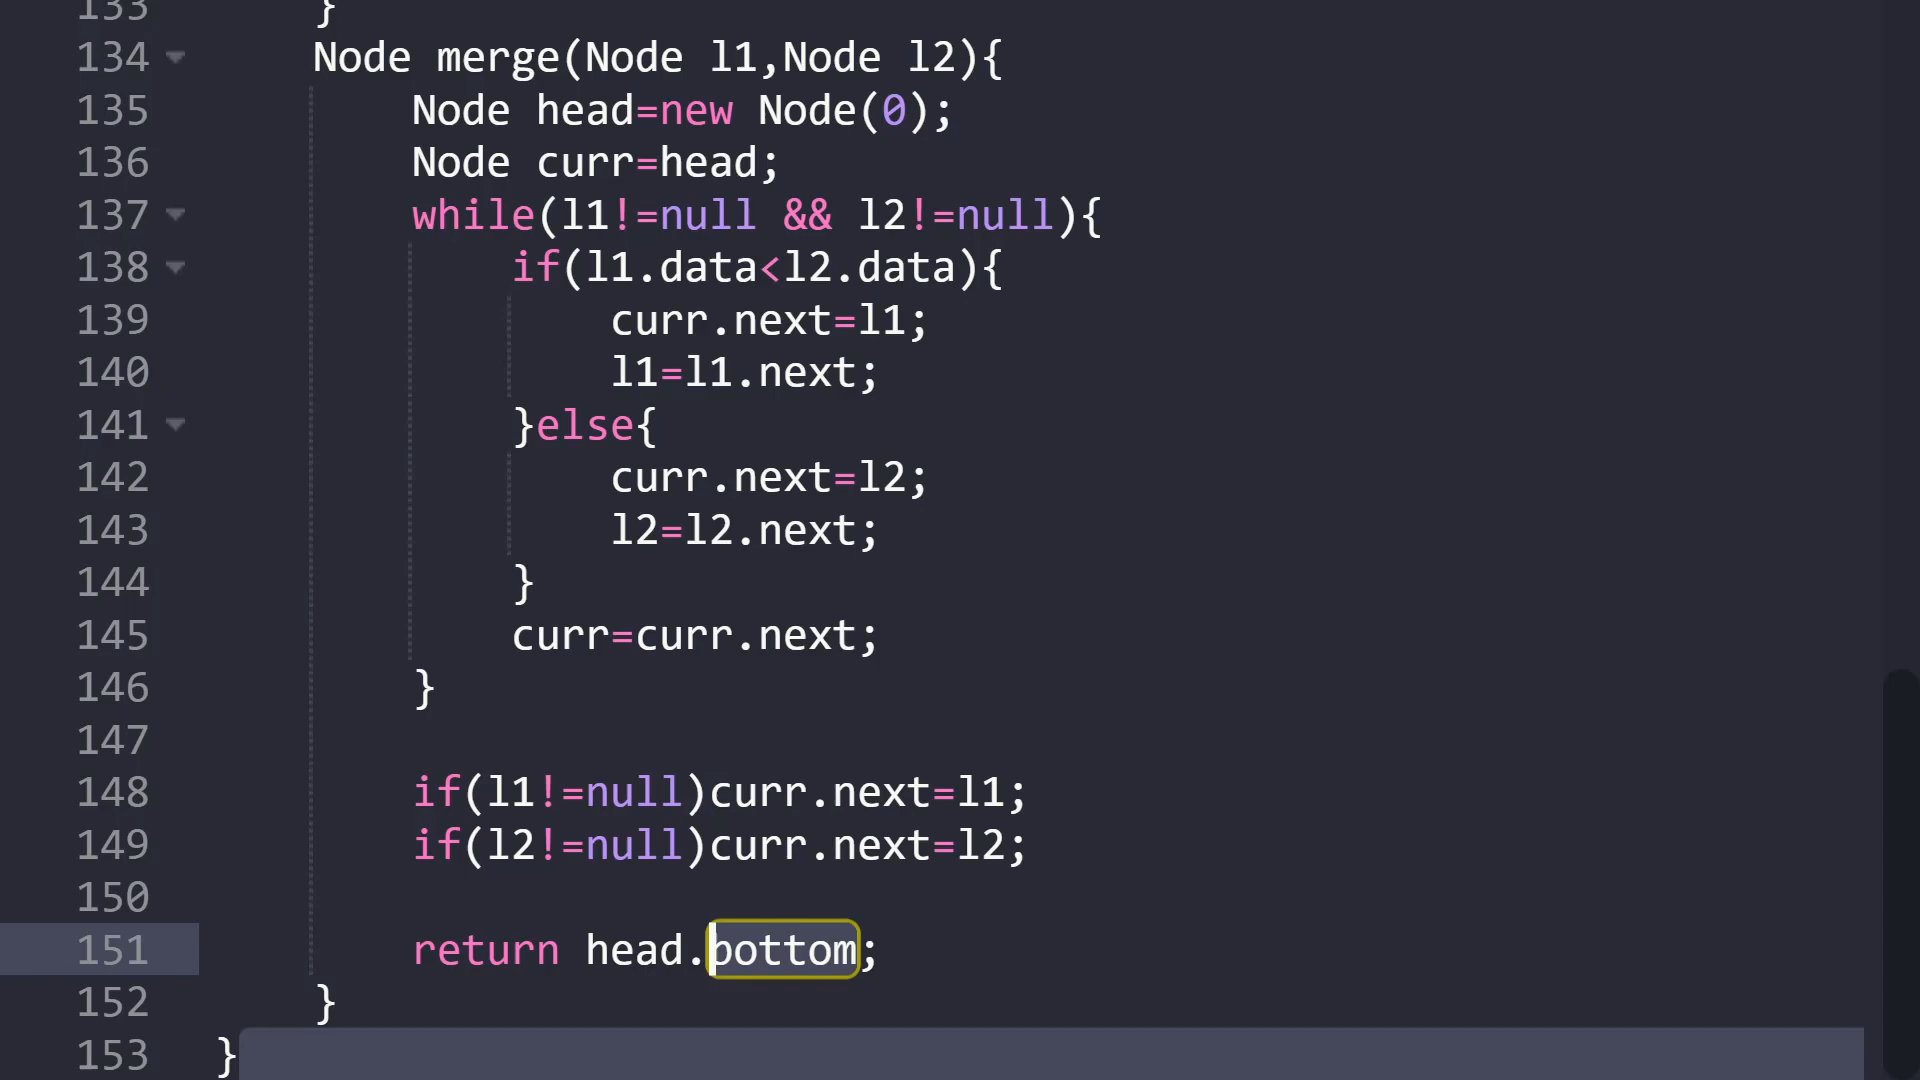 133 }
134 Node merge(Node l1,Node l2){
135 Node head=new Node(0);
136 Node curr=head;
137 while(l1!=null && l2!=null){
138 if(l1.data<l2.data){
139 curr.next=l1;
140 l1=l1.next;
141 }else{
142 curr.next=l2;
143 l2=l2.next;
144 }
145 curr=curr.next;
146 }
147
148 if(l1!=null)curr.next=l1;
149 if(l2!=null)curr.next=l2;
150
151 return head.bottom;
152 }
153 }